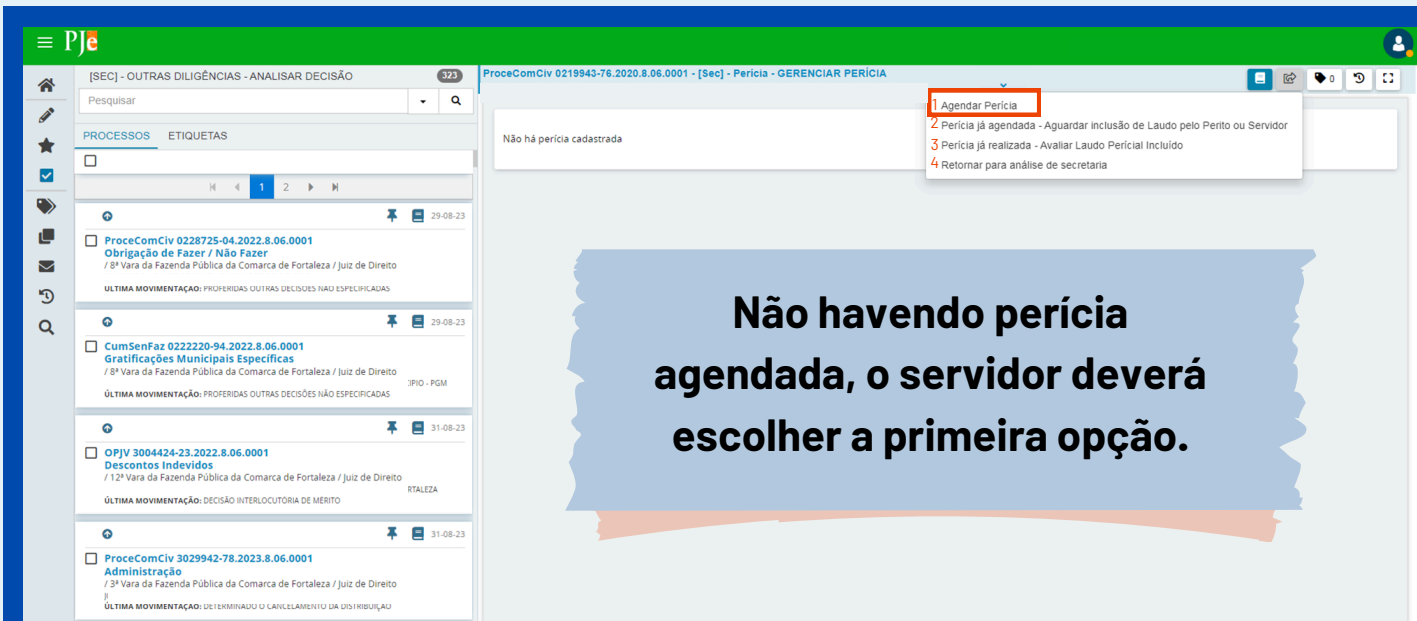 PJe
[SEC] - OUTRAS DILIGÊNCIAS - ANALISAR DECISÃO 323
Pesquisar
PROCESSOS ETIQUETAS
1 2
29-08-23
ProceComCiv 0228725-04.2022.8.06.0001
Obrigação de Fazer / Não Fazer
/ 8ª Vara da Fazenda Pública da Comarca de Fortaleza / Juiz de Direito
ULTIMA MOVIMENTAÇAO: PROFERIDAS OUTRAS DECISOES NAO ESPECIFICADAS
29-08-23
CumSenFaz 0222220-94.2022.8.06.0001
Gratificações Municipais Específicas
/ 8ª Vara da Fazenda Pública da Comarca de Fortaleza / Juiz de Direito
- PGM
ÚLTIMA MOVIMENTAÇÃO: PROFERIDAS OUTRAS DECISÕES NÃO ESPECIFICADAS
31-08-23
OPJV 3004424-23.2022.8.06.0001
Descontos Indevidos
/ 12ª Vara da Fazenda Pública da Comarca de Fortaleza / Juiz de Direito
RTALEZA
ÚLTIMA MOVIMENTAÇÃO: DECISÃO INTERLOCUTÓRIA DE MÉRITO
31-08-23
ProceComCiv 3029942-78.2023.8.06.0001
Administração
/ 3ª Vara da Fazenda Pública da Comarca de Fortaleza / Juiz de Direito
ÚLTIMA MOVIMENTAÇAO: DETERMINADO O CANCELAMENTO DA DISTRIBUIÇAO
ProceComCiv 0219943-76.2020.8.06.0001 - [Sec] - Pericia - GERENCIAR PERÍCIA
0
Não há perícia cadastrada
1 Agendar Perícia
2 Perícia já agendada - Aguardar inclusão de Laudo pelo Perito ou Servidor
3 Perícia já realizada - Avaliar Laudo Perícial Incluído
4 Retornar para análise de secretaria
Não havendo perícia
agendada, o servidor deverá
escolher a primeira opção.